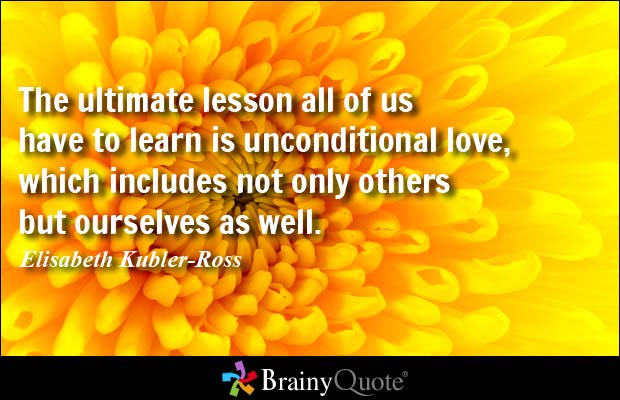 The ultimate lesson all of us
have to learn is unconditional love,
which includes not only others
but ourselves as well.
Elisabeth Kubler-Ross
BrainyQuote®